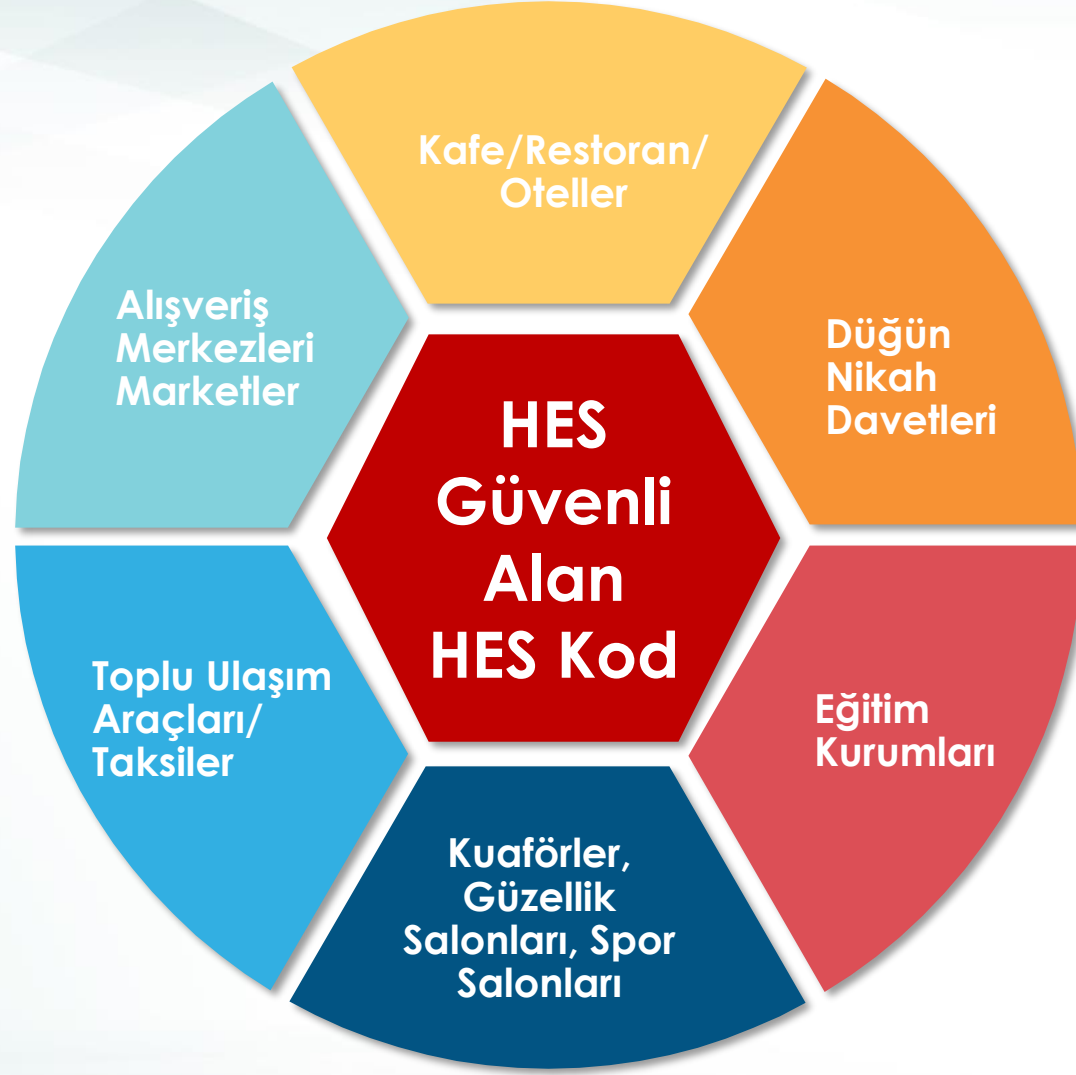 Kafe/Restoran/
Oteller
Düğün
Nikah
Davetleri
Eğitim
Kurumları
Kuaförler,
Güzellik
Salonları, Spor
Salonları
Toplu Ulaşım
Araçları/
Taksiler
Alışveriş
Merkezleri
Marketler
HES
Güvenli
Alan
HES Kod